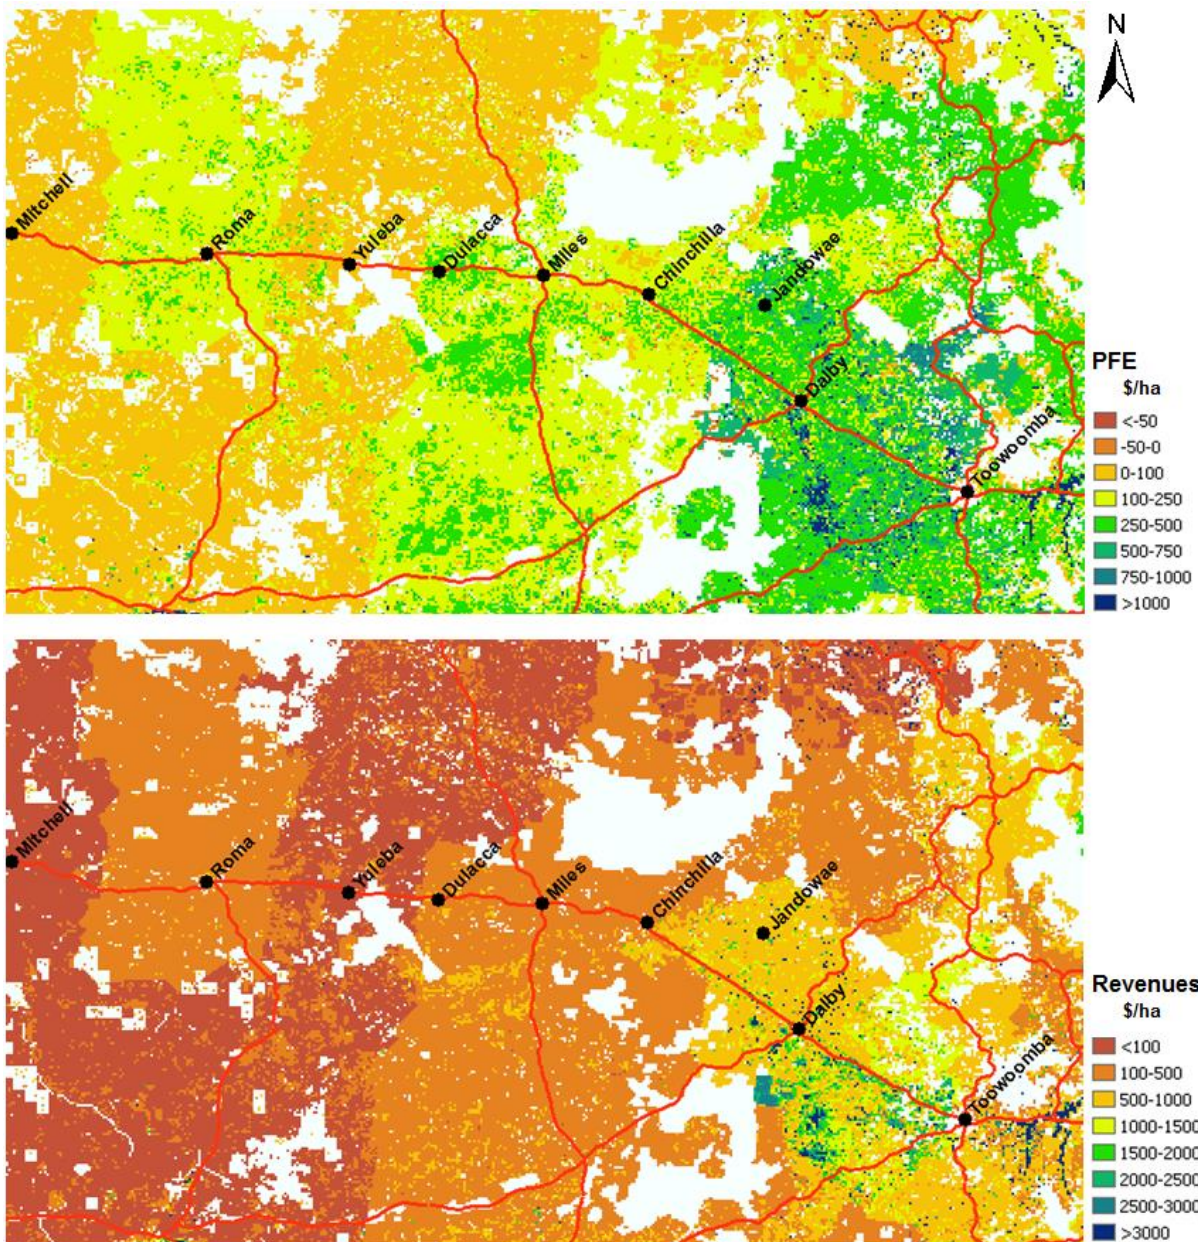 N
Mitchell
Roma
Yuleba
Dulacca
Miles
Chinchilla
Jandowae
Dalby
Toowoomba
PFE
$/ha
<-50
-50-0
0-100
100-250
250-500
500-750
750-1000
>1000
Mitchell
Roma
Yuleba
Dulacca
Miles
Chinchilla
Jandowae
Dalby
Toowoomba
Revenues
$/ha
<100
100-500
500-1000
1000-1500
1500-2000
2000-2500
2500-3000
>3000